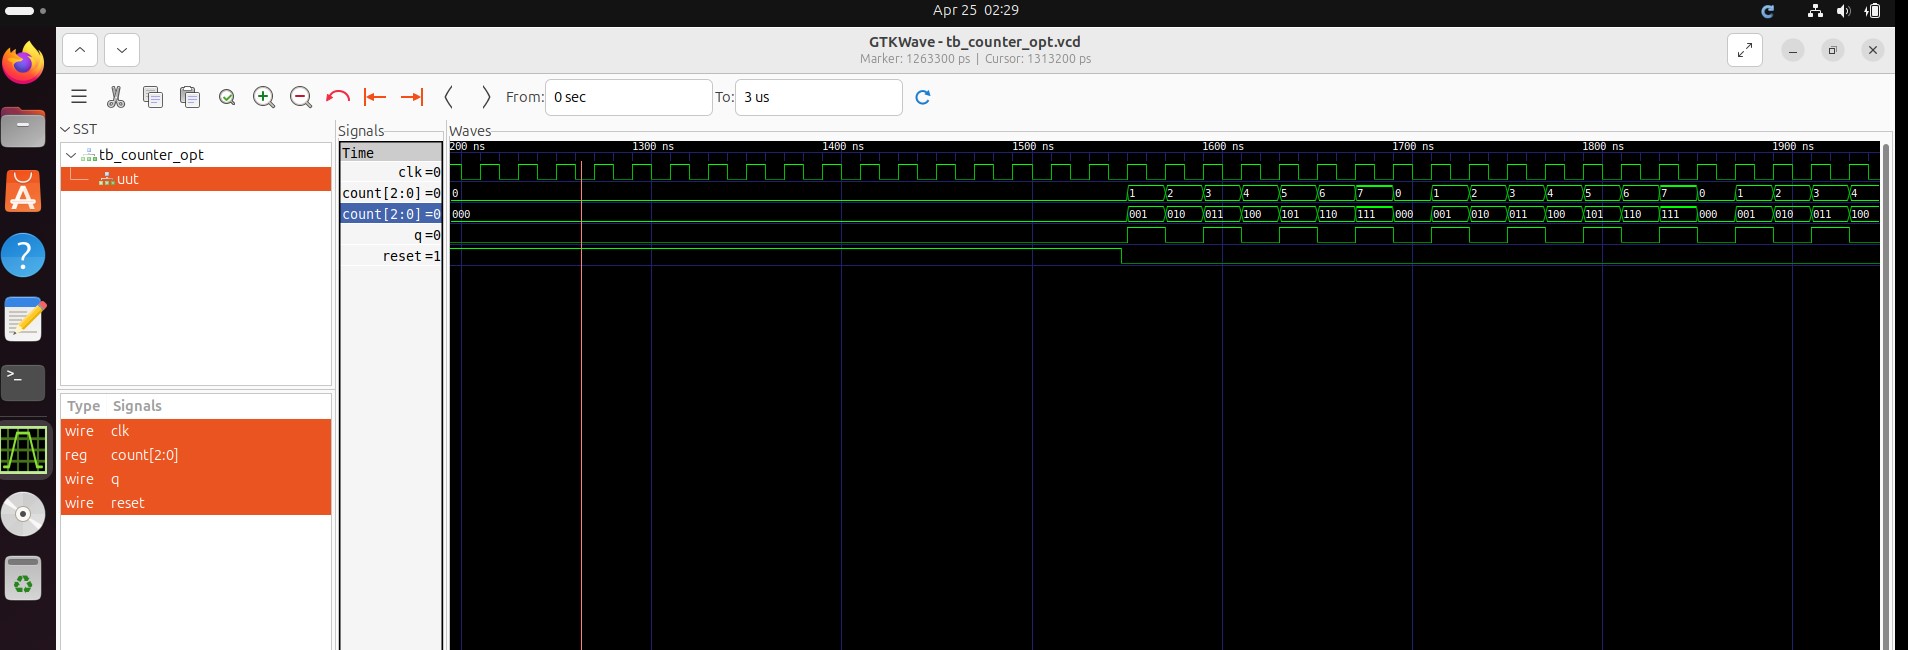 Apr 25 02:29
GTKWave - tb_counter_opt.vcd
Marker: 1263300 ps | Cursor: 1313200 ps
From: 0 sec To: 3 us
SST
tb_counter_opt
uut
Type Signals
wire clk
reg count[2:0]
wire q
wire reset
Signals
Time
clk=0
count[2:0]=0
count[2:0]=0
q=0
reset=1
Waves
200 ns 1300 ns 1400 ns 1500 ns 1600 ns 1700 ns 1800 ns 1900 ns
0 1 2 3 4 5 6 7 0 1 2 3 4 5 6 7 0 1 2 3 4
000 001 010 011 100 101 110 111 000 001 010 011 100 101 110 111 000 001 010 011 100